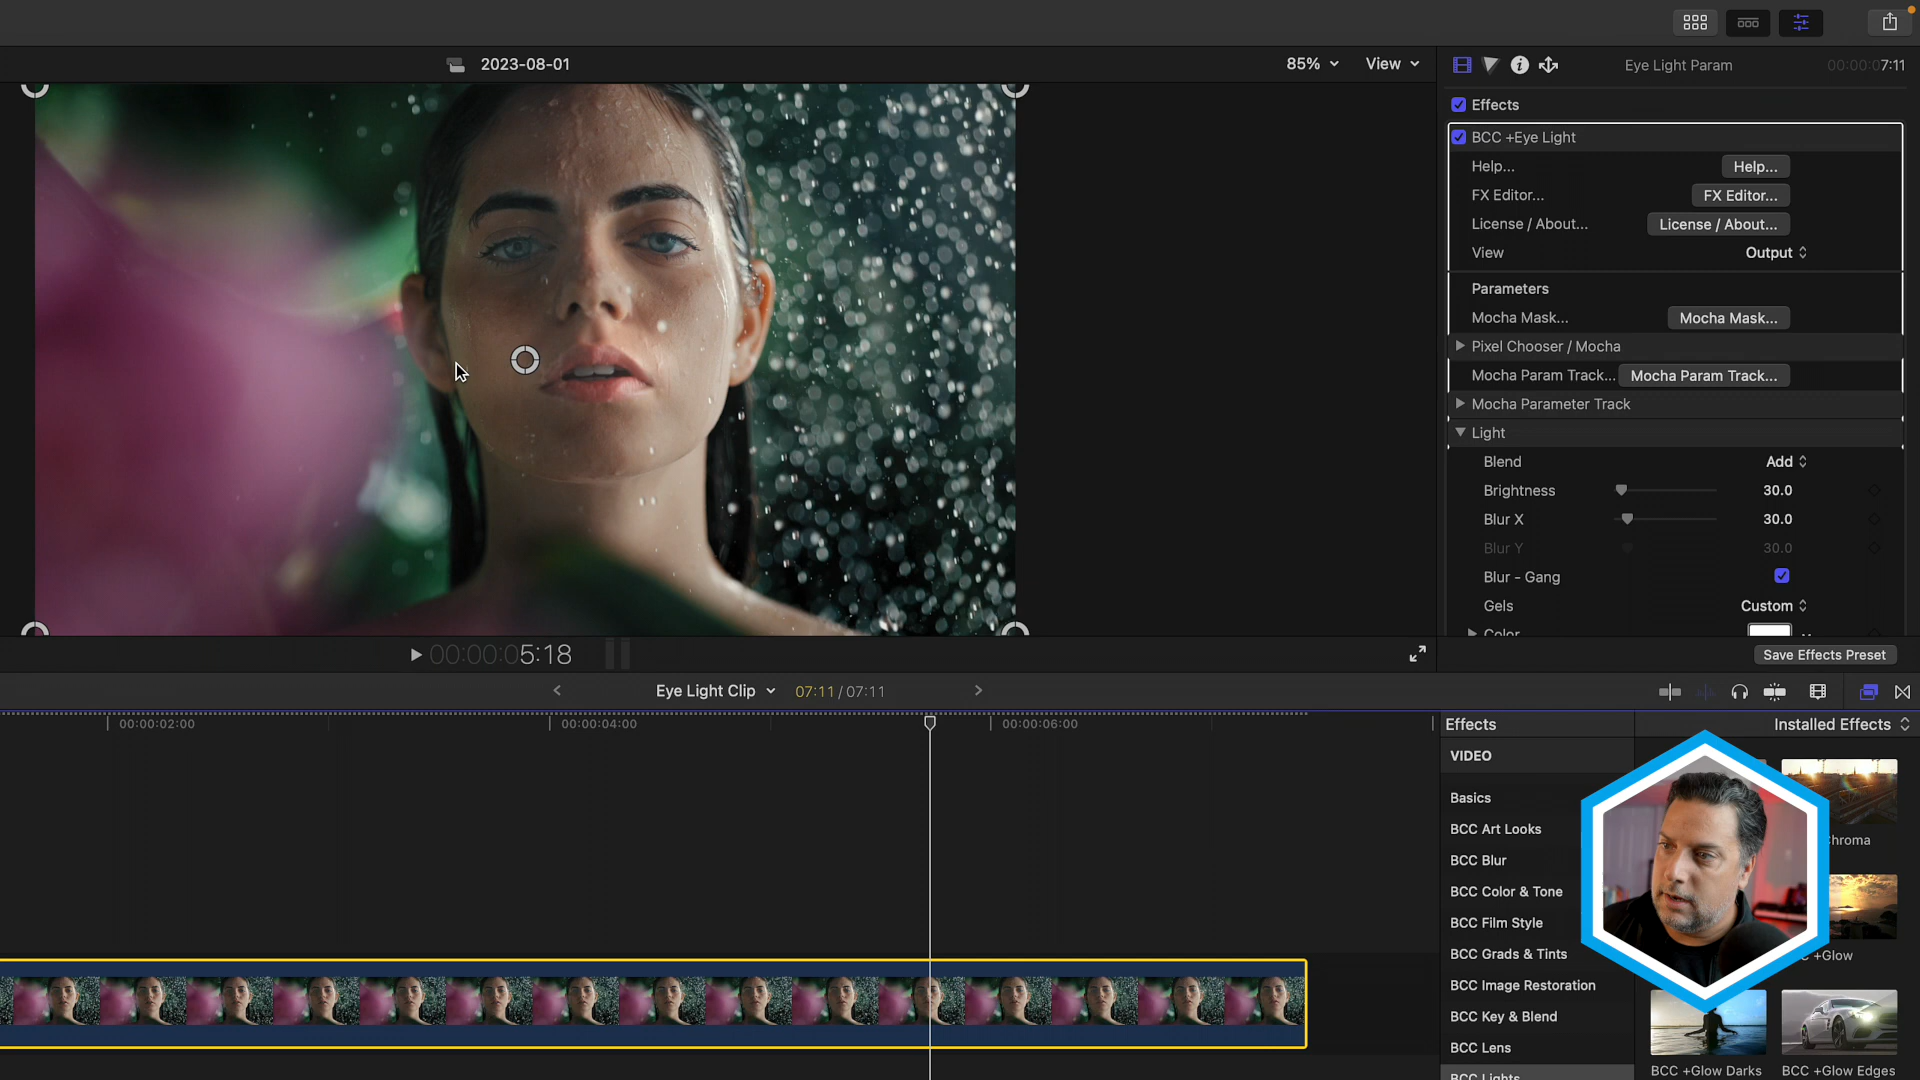 2023-08-01
85%
View
Eye Light Param
00:00:07:11
Effects
BCC +Eye Light
Help...
Help...
FX Editor...
FX Editor...
License / About...
License / About...
View
Output
Parameters
Mocha Mask...
Mocha Mask...
Pixel Chooser / Mocha
Mocha Param Track...
Mocha Param Track...
Mocha Parameter Track
Light
Blend
Add
Brightness
30.0
Blur X
30.0
Blur Y
30.0
Blur - Gang
Gels
Custom
Color
00:00:05:18
Save Effects Preset
Eye Light Clip
07:11 / 07:11
00:00:02:00
00:00:04:00
00:00:06:00
Effects
Installed Effects
VIDEO
Basics
BCC Art Looks
BCC Blur
BCC Color & Tone
BCC Film Style
BCC Grads & Tints
BCC Image Restoration
BCC Key & Blend
BCC Lens
BCC Lights
+Glow
BCC +Glow Darks
BCC +Glow Edges